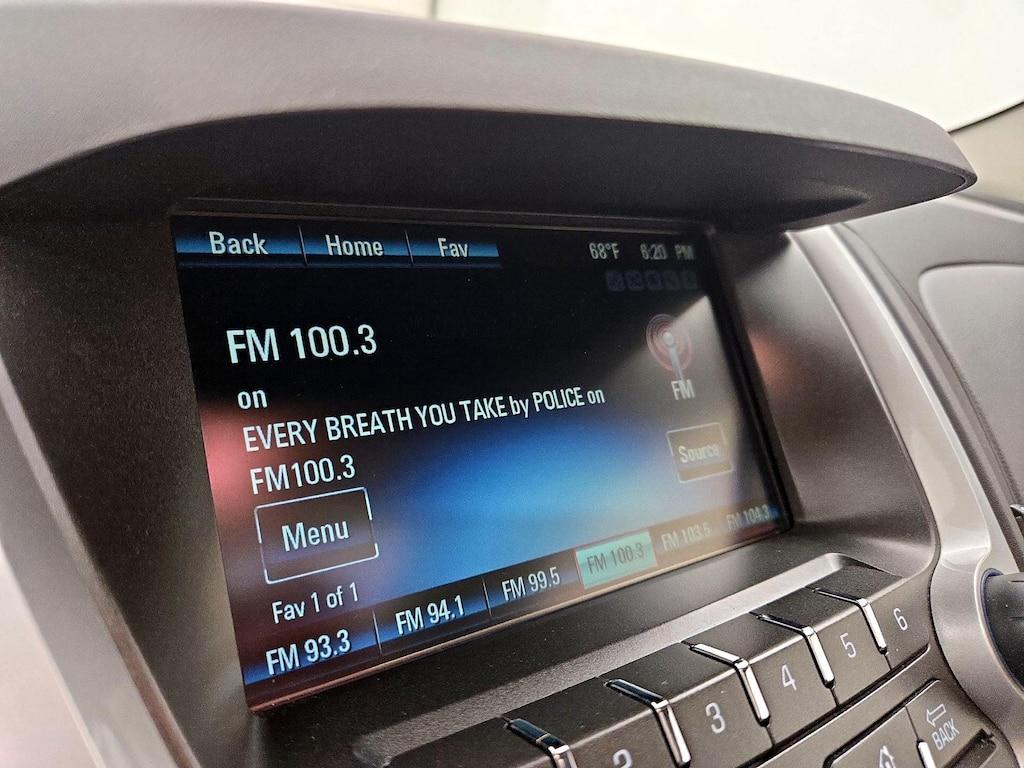 Back Home Fav 68°F 6:20 PM
FM 100.3
on
EVERY BREATH YOU TAKE by POLICE on
FM100.3
FM
Source
Menu
Fav 1 of 1
FM 93.3 FM 94.1 FM 99.5 FM 100.3 FM 103.5 FM 104.3
2 3 4 5 6
BACK